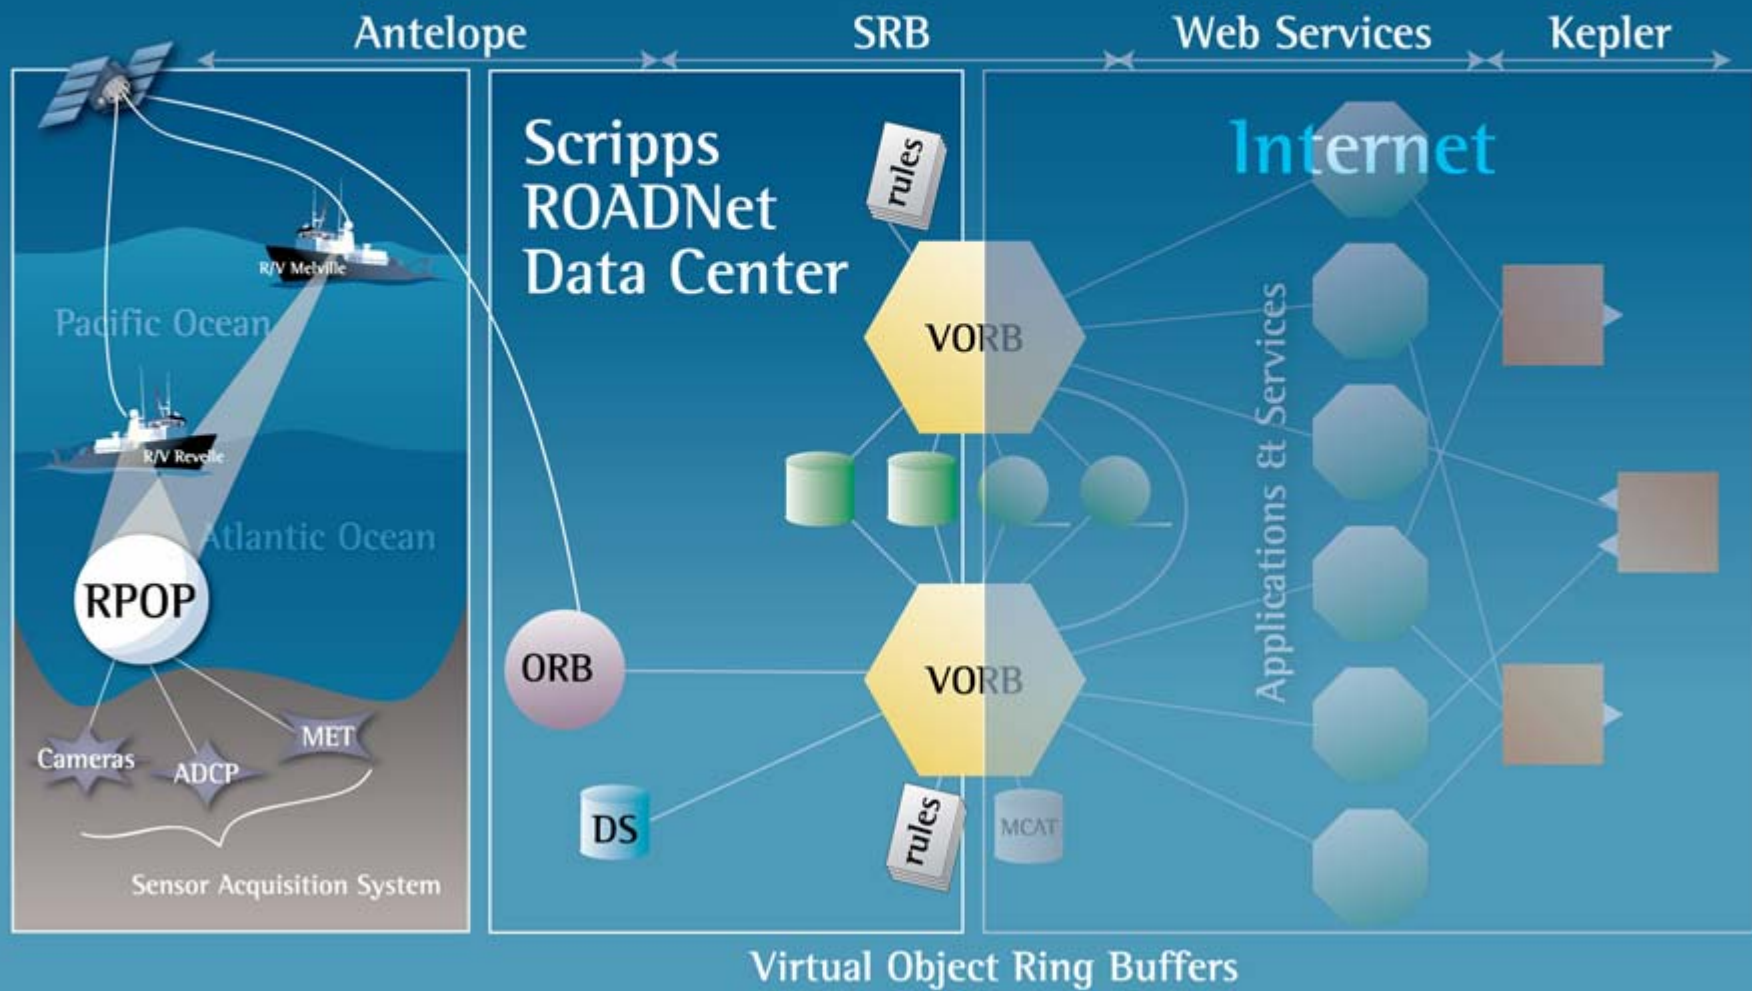 Antelope
SRB
Web Services
Kepler
Scripps
ROADNet
Data Center
rules
Internet
R/V Melville
Pacific Ocean
VORB
Applications & Services
R/V Revelle
Atlantic Ocean
RPOP
ORB
VORB
MET
Cameras
ADCP
DS
rules
MCAT
Sensor Acquisition System
Virtual Object Ring Buffers